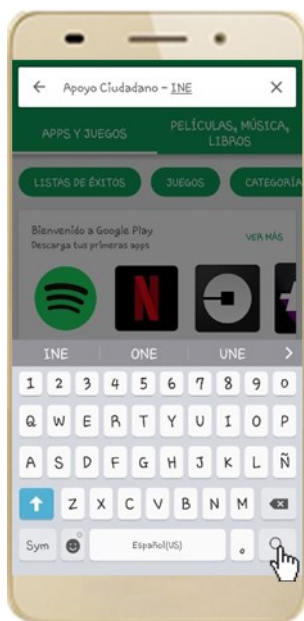 Apoyo Ciudadano – INE
APPS Y JUEGOS
PELÍCULAS, MÚSICA,
LIBROS
LISTAS DE ÉXITOS
JUEGOS
CATEGORÍA
Bienvenido a Google Play
Descarga tus primeras apps
VER MÁS
N
INE
ONE
UNE
1 2 3 4 5 6 7 8 9 0
Q W E R T Y U I O P
A S D F G H J K L Ñ
Z X C V B N M
Sym
Español(US)
.